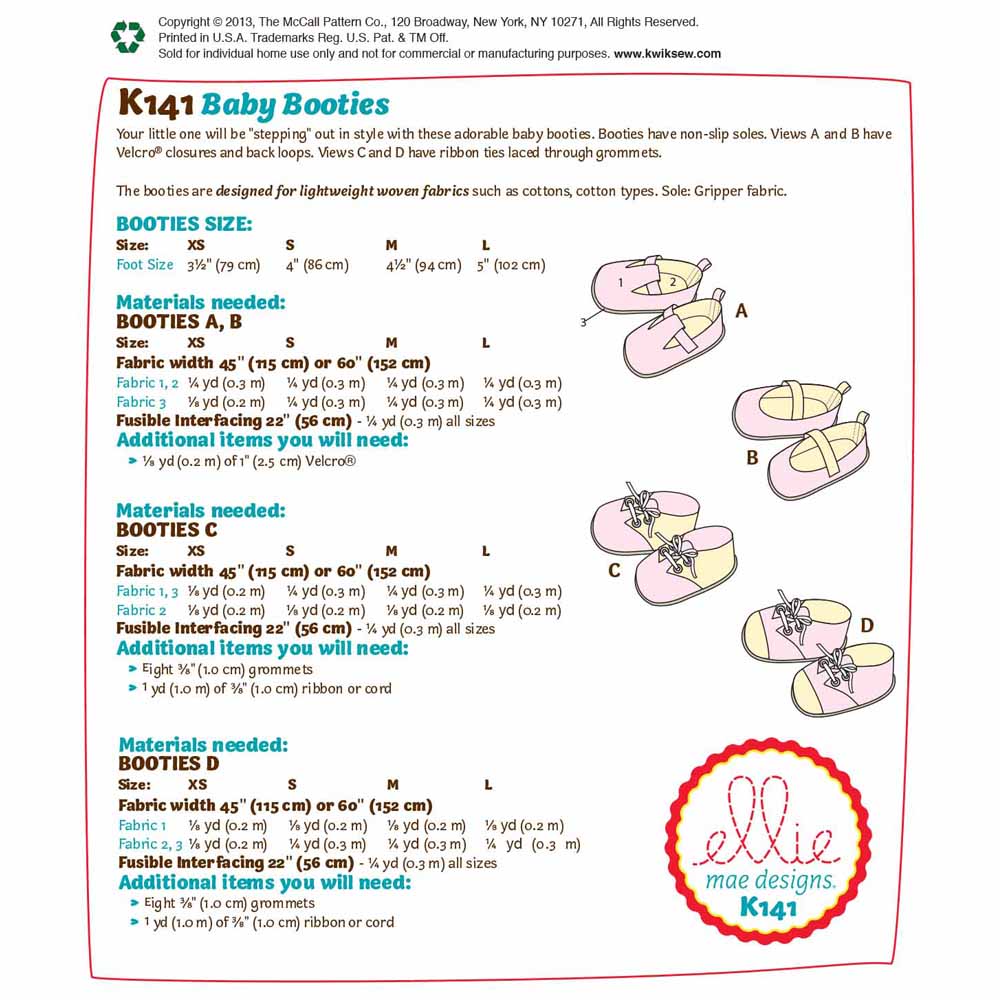 Copyright © 2013, The McCall Pattern Co., 120 Broadway, New York, NY 10271, All Rights Reserved.
Printed in U.S.A. Trademarks Reg. U.S. Pat. & TM Off.
Sold for individual home use only and not for commercial or manufacturing purposes. www.kwiksew.com
K141 Baby Booties
Your little one will be "stepping" out in style with these adorable baby booties. Booties have non-slip soles. Views A and B have
Velcro® closures and back loops. Views C and D have ribbon ties laced through grommets.
The booties are designed for lightweight woven fabrics such as cottons, cotton types. Sole: Gripper fabric.
BOOTIES SIZE:
Size: XS S M L
Foot Size 3½" (79 cm) 4" (86 cm) 4½" (94 cm) 5" (102 cm)
Materials needed:
BOOTIES A, B
Size: XS S M L
Fabric width 45" (115 cm) or 60" (152 cm)
Fabric 1, 2 ¼ yd (0.3 m) ¼ yd (0.3 m) ¼ yd (0.3 m) ¼ yd (0.3 m)
Fabric 3 ⅛ yd (0.2 m) ¼ yd (0.3 m) ¼ yd (0.3 m) ¼ yd (0.3 m)
Fusible Interfacing 22" (56 cm) - ¼ yd (0.3 m) all sizes
Additional items you will need:
➤ ⅛ yd (0.2 m) of 1" (2.5 cm) Velcro®
1 2
3
A
B
Materials needed:
BOOTIES C
Size: XS S M L
Fabric width 45" (115 cm) or 60" (152 cm)
Fabric 1, 3 ⅛ yd (0.2 m) ¼ yd (0.3 m) ¼ yd (0.3 m) ¼ yd (0.3 m)
Fabric 2 ⅛ yd (0.2 m) ⅛ yd (0.2 m) ⅛ yd (0.2 m) ⅛ yd (0.2 m)
Fusible Interfacing 22" (56 cm) - ¼ yd (0.3 m) all sizes
Additional items you will need:
➤ Eight ⅜" (1.0 cm) grommets
➤ 1 yd (1.0 m) of ⅜" (1.0 cm) ribbon or cord
C
D
Materials needed:
BOOTIES D
Size: XS S M L
Fabric width 45" (115 cm) or 60" (152 cm)
Fabric 1 ⅛ yd (0.2 m) ⅛ yd (0.2 m) ⅛ yd (0.2 m) ⅛ yd (0.2 m)
Fabric 2, 3 ⅛ yd (0.2 m) ¼ yd (0.3 m) ¼ yd (0.3 m) ¼ yd (0.3 m)
Fusible Interfacing 22" (56 cm) - ¼ yd (0.3 m) all sizes
Additional items you will need:
➤ Eight ⅜" (1.0 cm) grommets
➤ 1 yd (1.0 m) of ⅜" (1.0 cm) ribbon or cord
ellie
mae designs.
K141